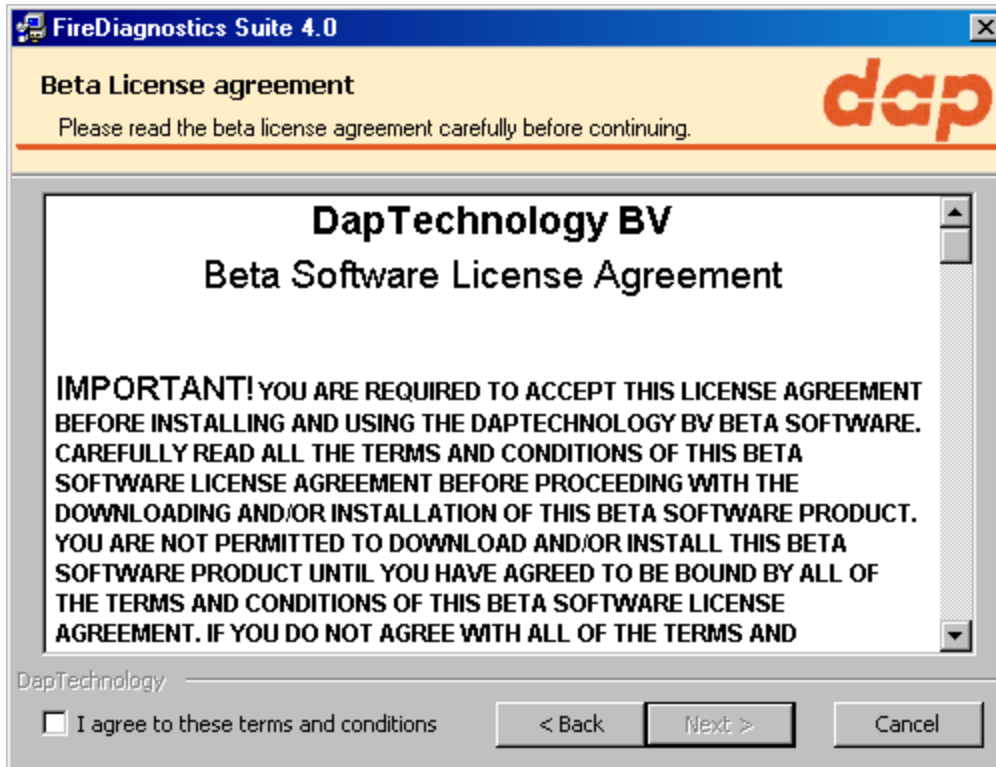 FireDiagnostics Suite 4.0
Beta License agreement
Please read the beta license agreement carefully before continuing.
dap
DapTechnology BV
Beta Software License Agreement
IMPORTANT! YOU ARE REQUIRED TO ACCEPT THIS LICENSE AGREEMENT
BEFORE INSTALLING AND USING THE DAPTECHNOLOGY BV BETA SOFTWARE.
CAREFULLY READ ALL THE TERMS AND CONDITIONS OF THIS BETA
SOFTWARE LICENSE AGREEMENT BEFORE PROCEEDING WITH THE
DOWNLOADING AND/OR INSTALLATION OF THIS BETA SOFTWARE PRODUCT.
YOU ARE NOT PERMITTED TO DOWNLOAD AND/OR INSTALL THIS BETA
SOFTWARE PRODUCT UNTIL YOU HAVE AGREED TO BE BOUND BY ALL OF
THE TERMS AND CONDITIONS OF THIS BETA SOFTWARE LICENSE
AGREEMENT. IF YOU DO NOT AGREE WITH ALL OF THE TERMS AND
DapTechnology
I agree to these terms and conditions
< Back
Next >
Cancel